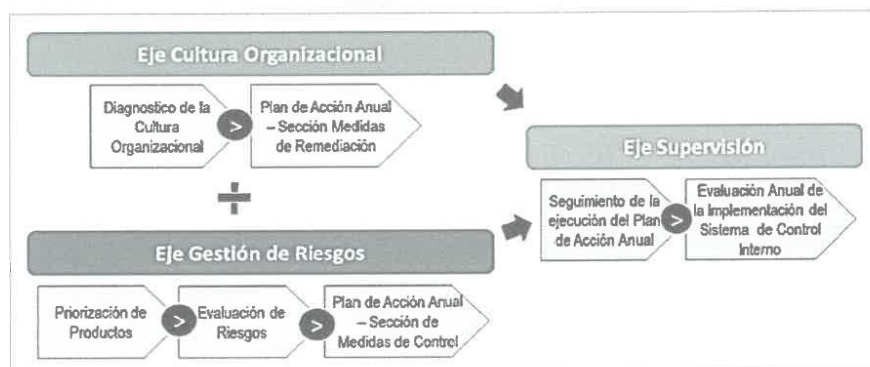 Eje Cultura Organizacional
Diagnostico de la
Cultura
Organizacional
>
Plan de Acción Anual
– Sección Medidas
de Remediación
Eje Gestión de Riesgos
Priorización de
Productos
>
Evaluación de
Riesgos
>
Plan de Acción Anual
– Sección de
Medidas de Control
Eje Supervisión
Seguimiento de la
ejecución del Plan
de Acción Anual
>
Evaluación Anual de
la Implementación del
Sistema de Control
Interno